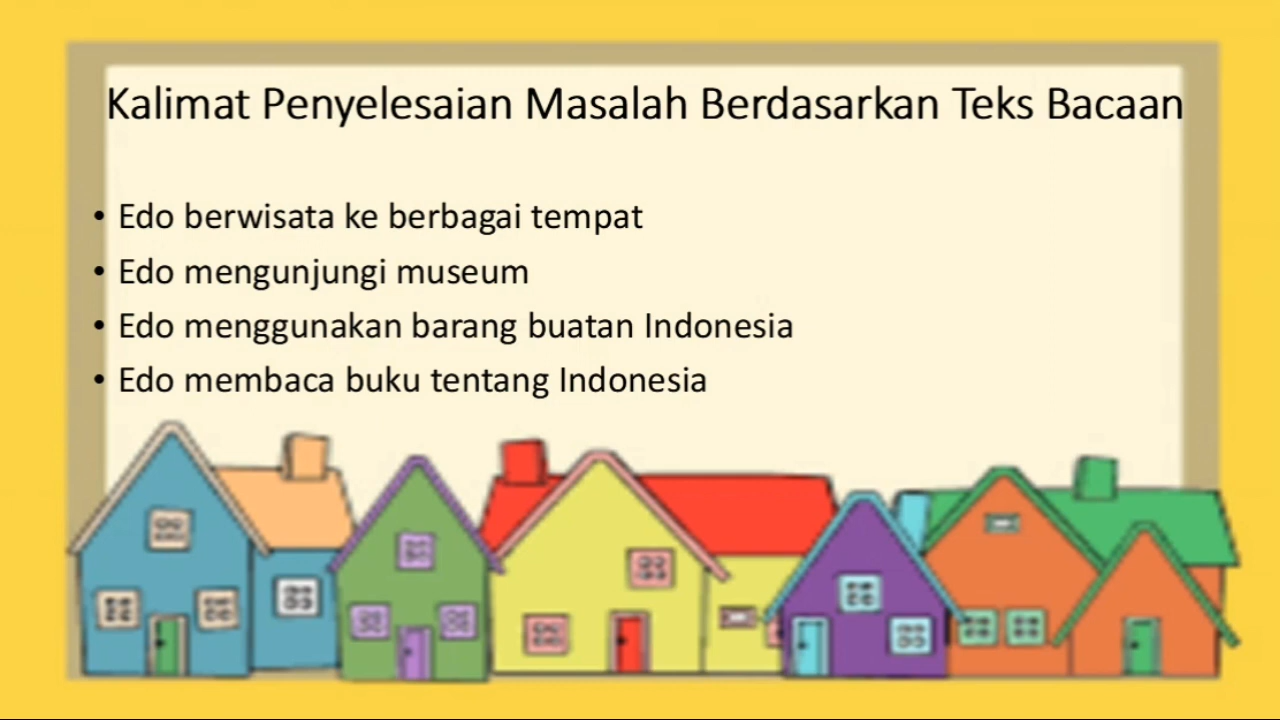 Kalimat Penyelesaian Masalah Berdasarkan Teks Bacaan
• Edo berwisata ke berbagai tempat
• Edo mengunjungi museum
• Edo menggunakan barang buatan Indonesia
• Edo membaca buku tentang Indonesia